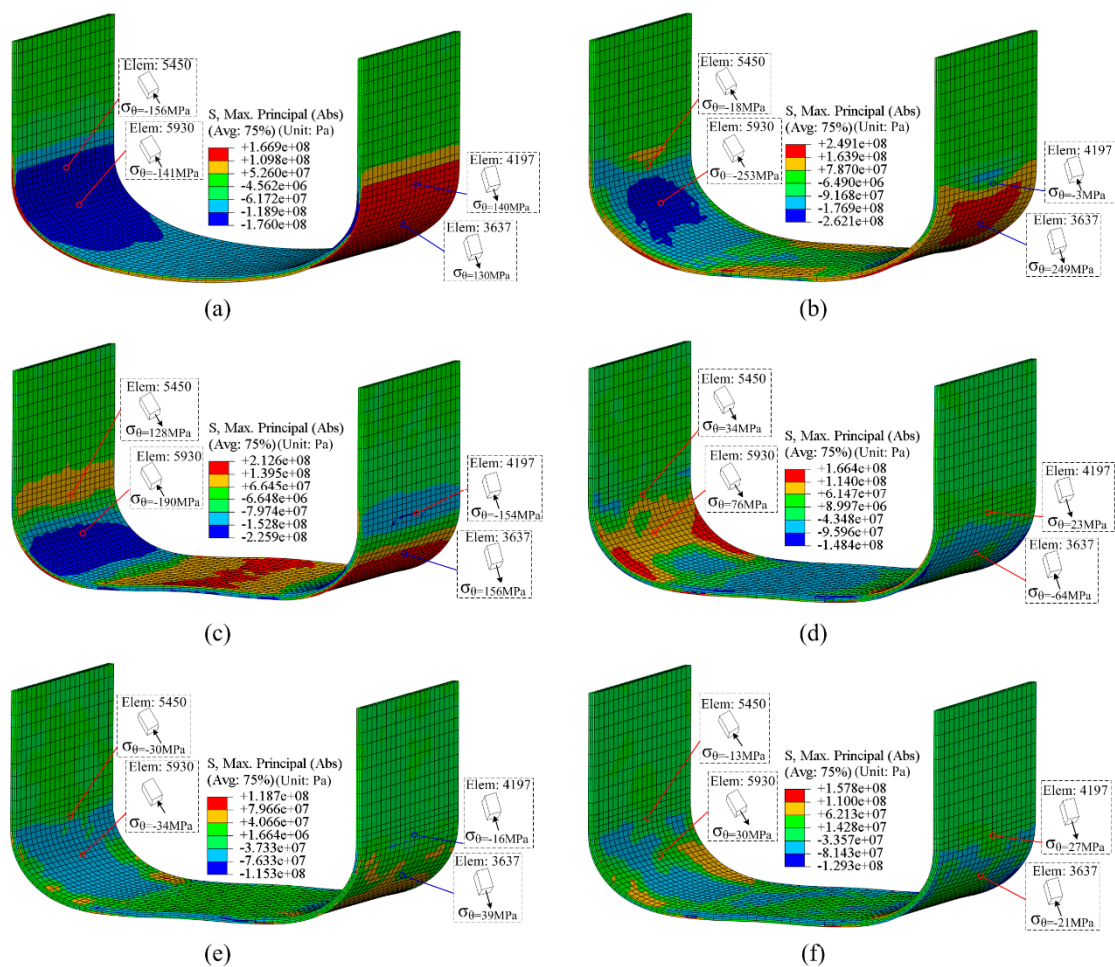 Elem: 5450
σθ=-156MPa
Elem: 5930
σθ=-141MPa
S, Max. Principal (Abs)
(Avg: 75%) (Unit: Pa)
+1.669e+08
+1.098e+08
+5.260e+07
-4.562e+06
-6.172e+07
-1.189e+08
-1.760e+08
Elem: 4197
σθ=140MPa
Elem: 3637
σθ=130MPa
(a)
Elem: 5450
σθ=-18MPa
Elem: 5930
σθ=-253MPa
S, Max. Principal (Abs)
(Avg: 75%) (Unit: Pa)
+2.491e+08
+1.639e+08
+7.870e+07
-6.490e+06
-9.168e+07
-1.769e+08
-2.621e+08
Elem: 4197
σθ=-3MPa
Elem: 3637
σθ=249MPa
(b)
Elem: 5450
σθ=128MPa
Elem: 5930
σθ=-190MPa
S, Max. Principal (Abs)
(Avg: 75%) (Unit: Pa)
+2.126e+08
+1.395e+08
+6.645e+07
-6.648e+06
-7.974e+07
-1.528e+08
-2.259e+08
Elem: 4197
σθ=-154MPa
Elem: 3637
σθ=156MPa
(c)
Elem: 5450
σθ=34MPa
Elem: 5930
σθ=76MPa
S, Max. Principal (Abs)
(Avg: 75%) (Unit: Pa)
+1.664e+08
+1.140e+08
+6.147e+07
+8.997e+06
-4.348e+07
-9.596e+07
-1.484e+08
Elem: 4197
σθ=23MPa
Elem: 3637
σθ=-64MPa
(d)
Elem: 5450
σθ=-30MPa
Elem: 5930
σθ=-34MPa
S, Max. Principal (Abs)
(Avg: 75%) (Unit: Pa)
+1.187e+08
+7.966e+07
+4.066e+07
+1.664e+06
-3.733e+07
-7.633e+07
-1.153e+08
Elem: 4197
σθ=-16MPa
Elem: 3637
σθ=39MPa
(e)
Elem: 5450
σθ=-13MPa
Elem: 5930
σθ=30MPa
S, Max. Principal (Abs)
(Avg: 75%) (Unit: Pa)
+1.578e+08
+1.100e+08
+6.213e+07
+1.428e+07
-3.357e+07
-8.143e+07
-1.293e+08
Elem: 4197
σθ=27MPa
Elem: 3637
σθ=-21MPa
(f)